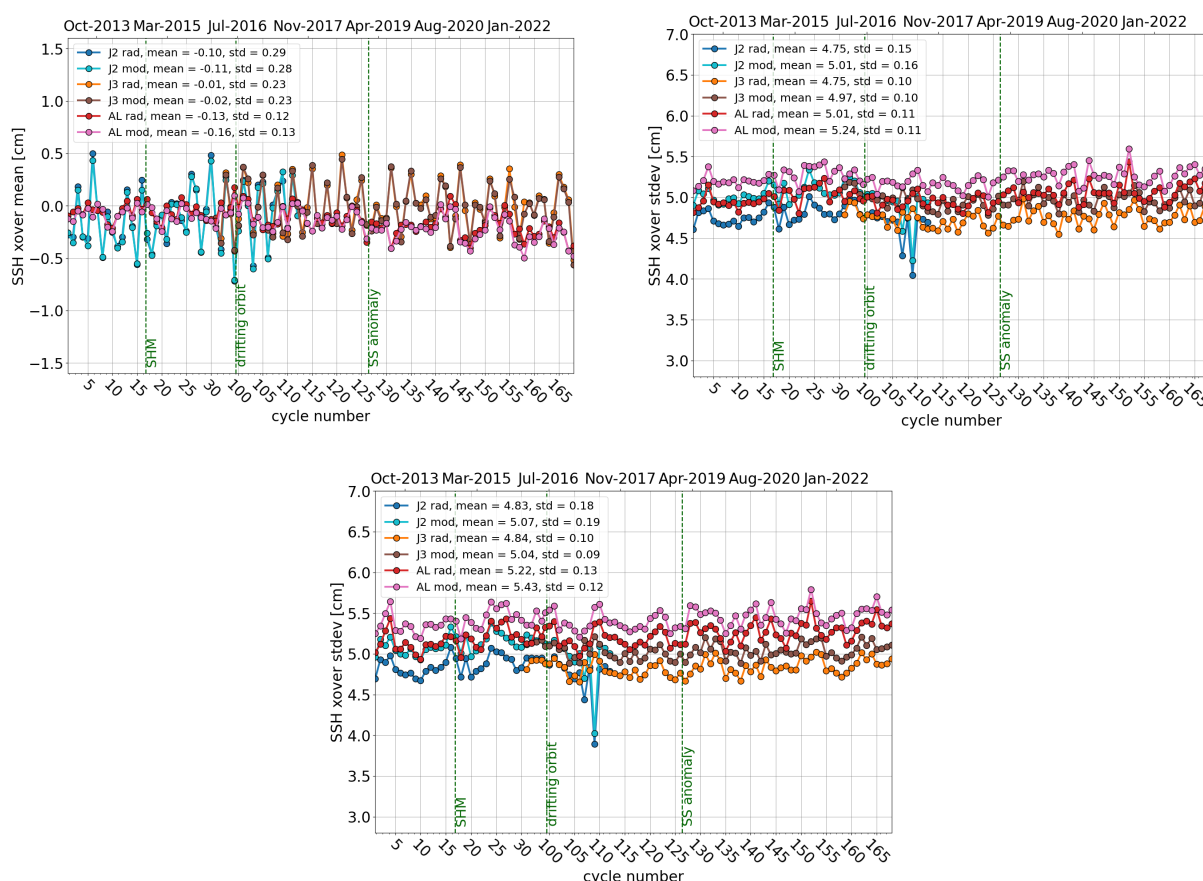 Oct-2013 Mar-2015 Jul-2016 Nov-2017 Apr-2019 Aug-2020 Jan-2022
1.5
1.0
0.5
0.0
−0.5
−1.0
−1.5
SSH xover mean [cm]
J2 rad, mean = -0.10, std = 0.29
J2 mod, mean = -0.11, std = 0.28
J3 rad, mean = -0.01, std = 0.23
J3 mod, mean = -0.02, std = 0.23
AL rad, mean = -0.13, std = 0.12
AL mod, mean = -0.16, std = 0.13
SHM
drifting orbit
SS anomaly
5 10 15 20 25 30 100 105 110 115 120 125 130 135 140 145 150 155 160 165
cycle number
Oct-2013 Mar-2015 Jul-2016 Nov-2017 Apr-2019 Aug-2020 Jan-2022
7.0
6.5
6.0
5.5
5.0
4.5
4.0
3.5
3.0
SSH xover stdev [cm]
J2 rad, mean = 4.75, std = 0.15
J2 mod, mean = 5.01, std = 0.16
J3 rad, mean = 4.75, std = 0.10
J3 mod, mean = 4.97, std = 0.10
AL rad, mean = 5.01, std = 0.11
AL mod, mean = 5.24, std = 0.11
SHM
drifting orbit
SS anomaly
5 10 15 20 25 30 100 105 110 115 120 125 130 135 140 145 150 155 160 165
cycle number
Oct-2013 Mar-2015 Jul-2016 Nov-2017 Apr-2019 Aug-2020 Jan-2022
7.0
6.5
6.0
5.5
5.0
4.5
4.0
3.5
3.0
SSH xover stdev [cm]
J2 rad, mean = 4.83, std = 0.18
J2 mod, mean = 5.07, std = 0.19
J3 rad, mean = 4.84, std = 0.10
J3 mod, mean = 5.04, std = 0.09
AL rad, mean = 5.22, std = 0.13
AL mod, mean = 5.43, std = 0.12
SHM
drifting orbit
SS anomaly
5 10 15 20 25 30 100 105 110 115 120 125 130 135 140 145 150 155 160 165
cycle number